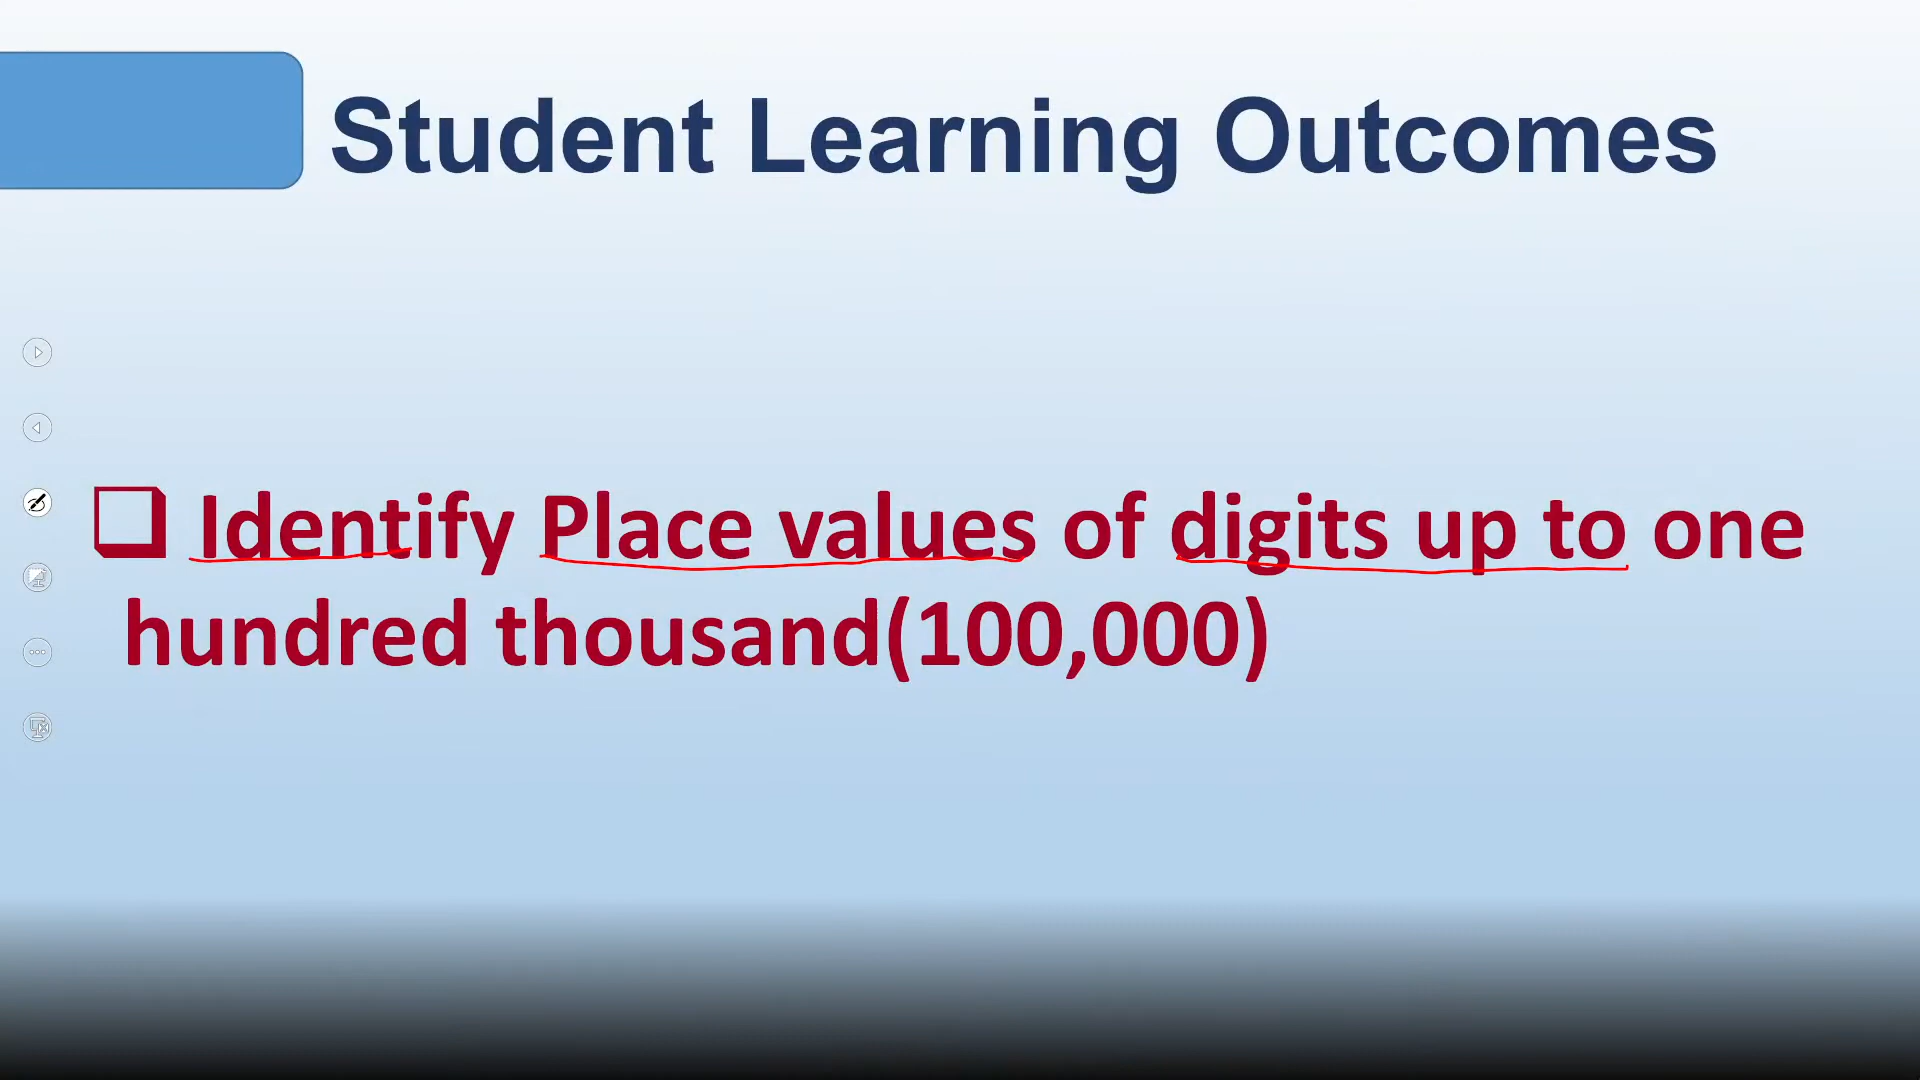 Student Learning Outcomes
Identify Place values of digits up to one
hundred thousand(100,000)